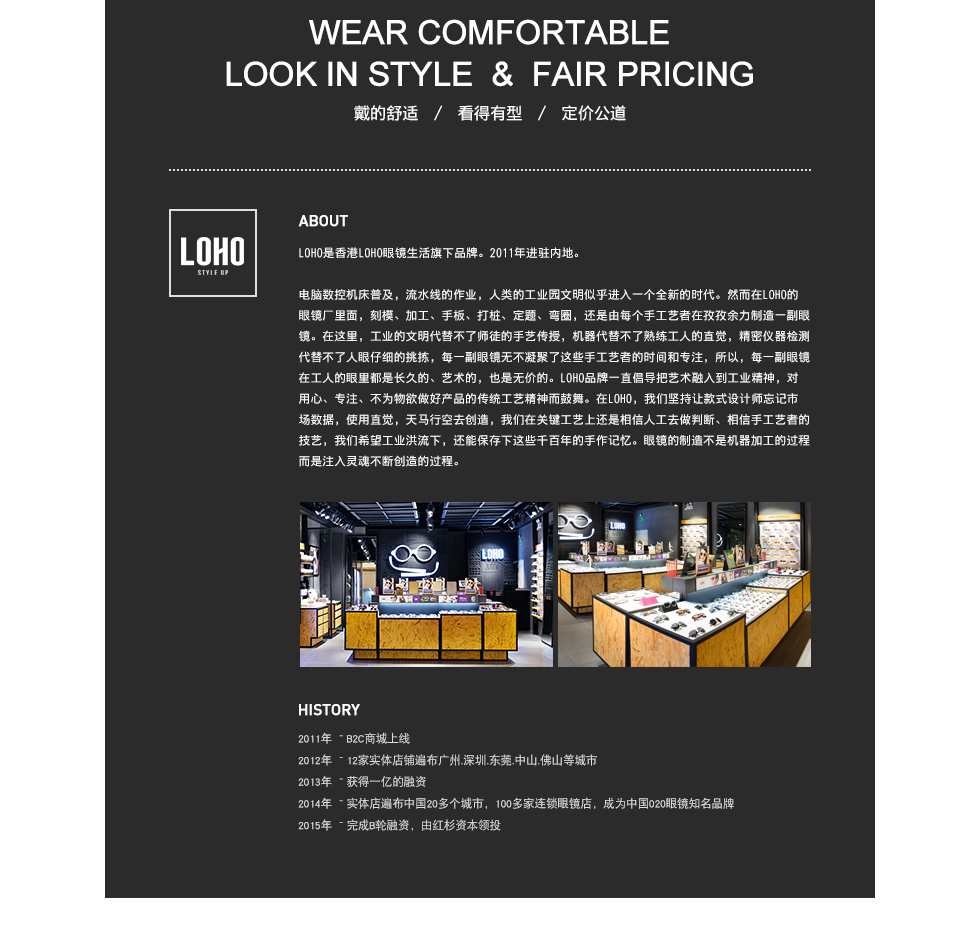 WEAR COMFORTABLE
LOOK IN STYLE & FAIR PRICING
戴的舒适 / 看得有型 / 定价公道
LOHO
STYLE UP
ABOUT
LOHO是香港LOHO眼镜生活旗下品牌。2011年进驻内地。
电脑数控机床普及，流水线的作业，人类的工业园文明似乎进入一个全新的时代。然而在LOHO的
眼镜厂里面，刻模、加工、手板、打桩、定题、弯圈，还是由每个手工艺者在孜孜余力制造一副眼
镜。在这里，工业的文明代替不了师徒的手艺传授，机器代替不了熟练工人的直觉，精密仪器检测
代替不了人眼仔细的挑拣，每一副眼镜无不凝聚了这些手工艺者的时间和专注，所以，每一副眼镜
在工人的眼里都是长久的、艺术的，也是无价的。LOHO品牌一直倡导把艺术融入到工业精神，对
用心、专注、不为物欲做好产品的传统工艺精神而鼓舞。在LOHO，我们坚持让款式设计师忘记市
场数据，使用直觉，天马行空去创造，我们在关键工艺上还是相信人工去做判断、相信手工艺者的
技艺，我们希望工业洪流下，还能保存下这些千百年的手作记忆。眼镜的制造不是机器加工的过程
而是注入灵魂不断创造的过程。
LOHO
LOHO
HISTORY
2011年 - B2C商城上线
2012年 - 12家实体店铺遍布广州.深圳.东莞.中山.佛山等城市
2013年 - 获得一亿的融资
2014年 - 实体店遍布中国20多个城市，100多家连锁眼镜店，成为中国O2O眼镜知名品牌
2015年 - 完成B轮融资，由红杉资本领投